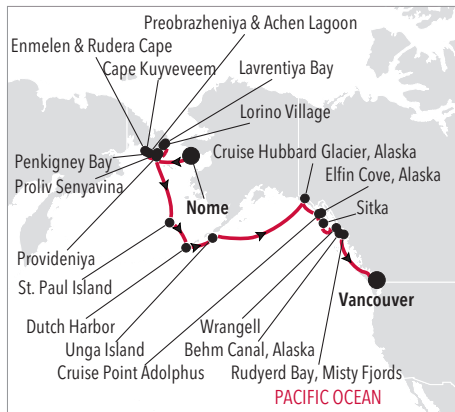 Preobrazheniya & Achen Lagoon
Enmelen & Rudera Cape
Cape Kuyveveem
Lavrentiya Bay
Lorino Village
Cruise Hubbard Glacier, Alaska
Elfin Cove, Alaska
Sitka
Penkigney Bay
Proliv Senyavina
Nome
Provideniya
St. Paul Island
Vancouver
Dutch Harbor
Wrangell
Unga Island
Behm Canal, Alaska
Cruise Point Adolphus
Rudyerd Bay, Misty Fjords
PACIFIC OCEAN